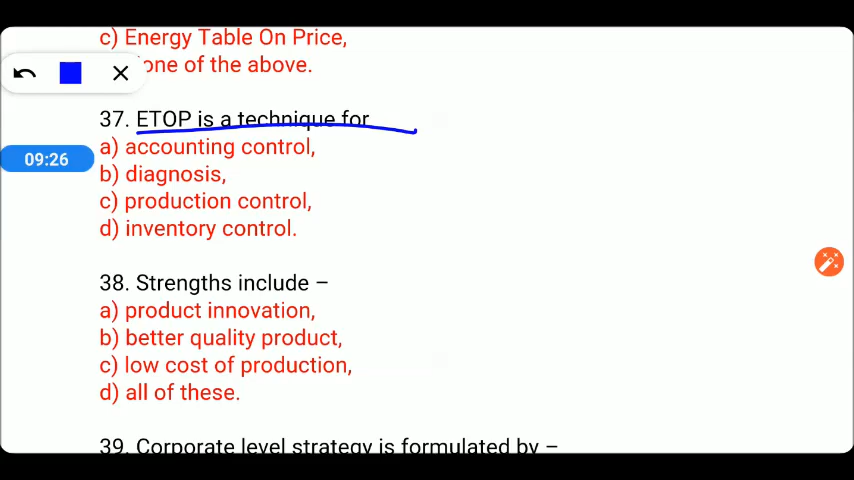 c) Energy Table On Price,
one of the above.
37. ETOP is a technique for
a) accounting control,
09:26
b) diagnosis,
c) production control,
d) inventory control.
38. Strengths include –
a) product innovation,
b) better quality product,
c) low cost of production,
d) all of these.
39. Corporate level strategy is formulated by –